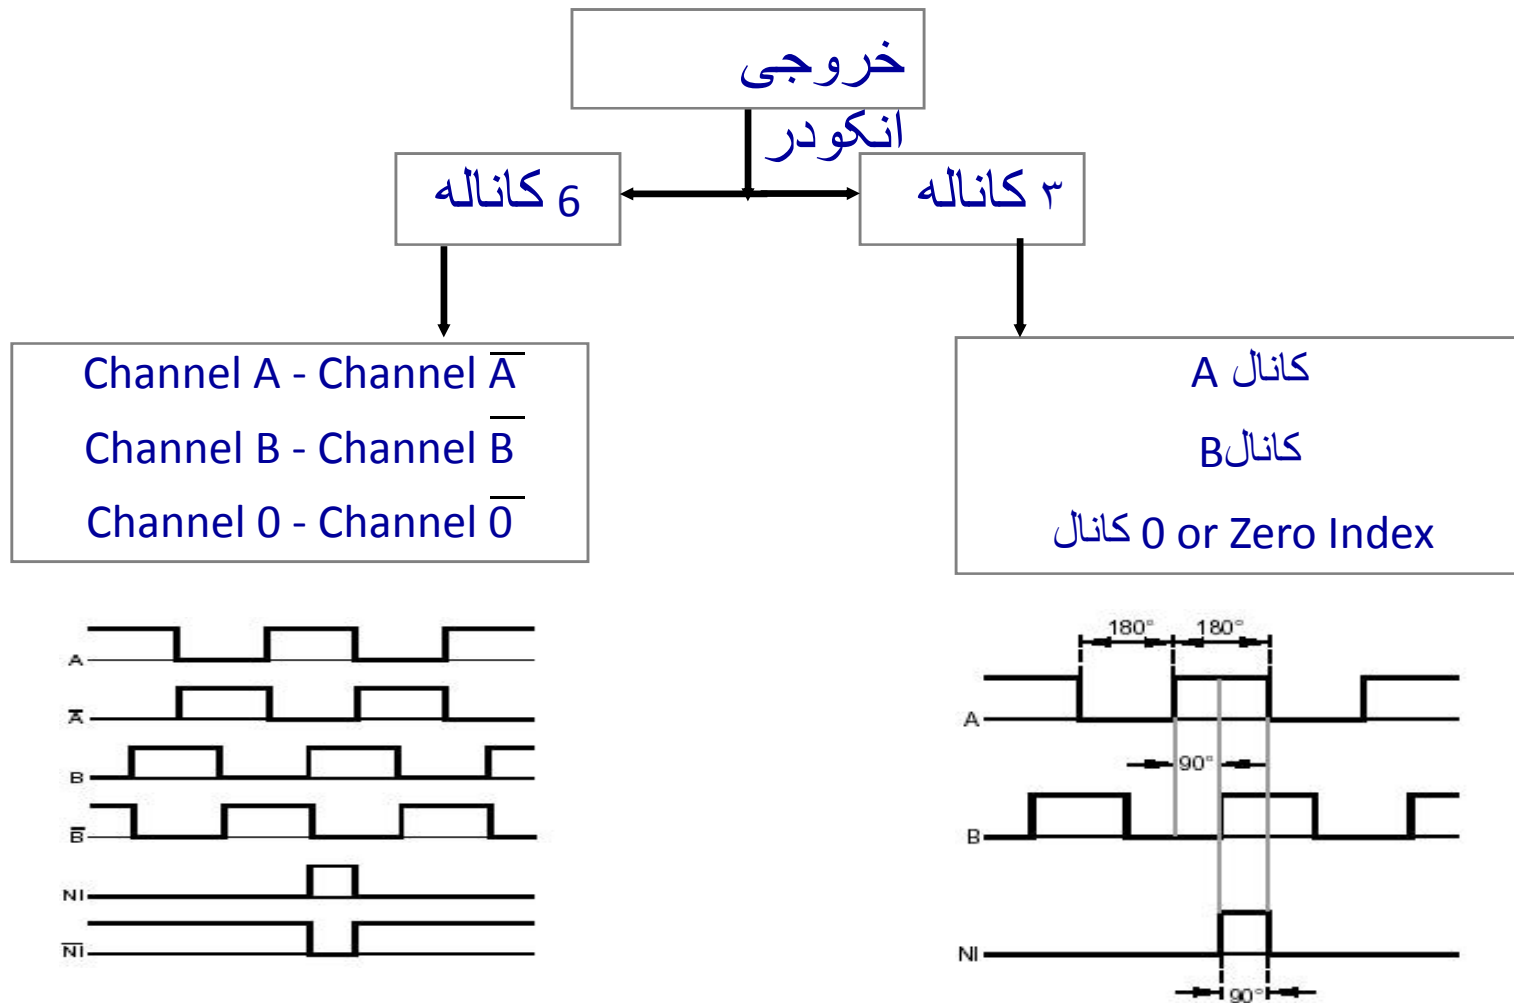 خروجی
انکودر
6 کاناله
۳ کاناله
Channel A - Channel A̅
Channel B - Channel B̅
Channel 0 - Channel 0̅
کانال A
کانالB
کانال 0 or Zero Index
A
A̅
B
B̅
NI
N̅I̅
180° 180°
A
90°
B
NI
90°